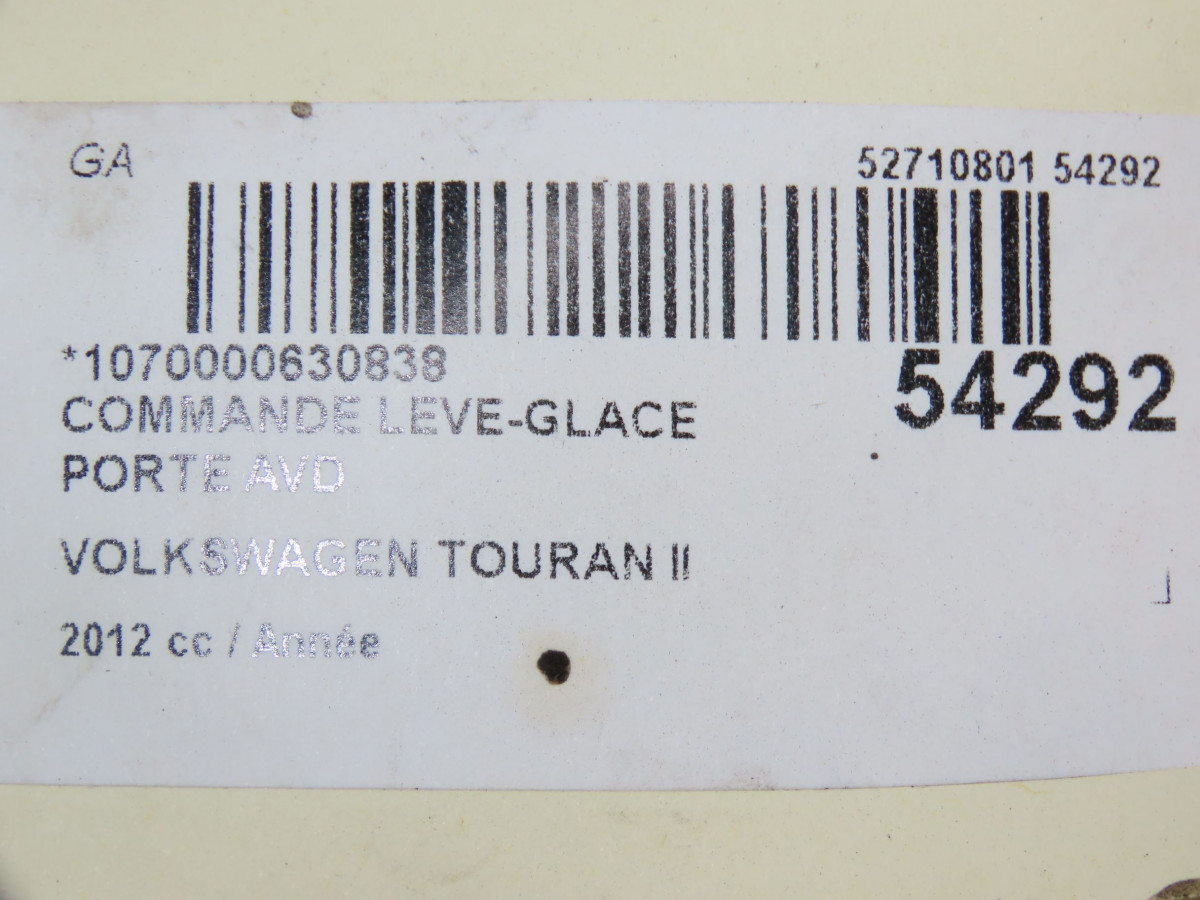 GA
52710801 54292
*1070000630838
54292
COMMANDE LEVE-GLACE
PORTE AVD
VOLKSWAGEN TOURAN II
2012 cc / Année